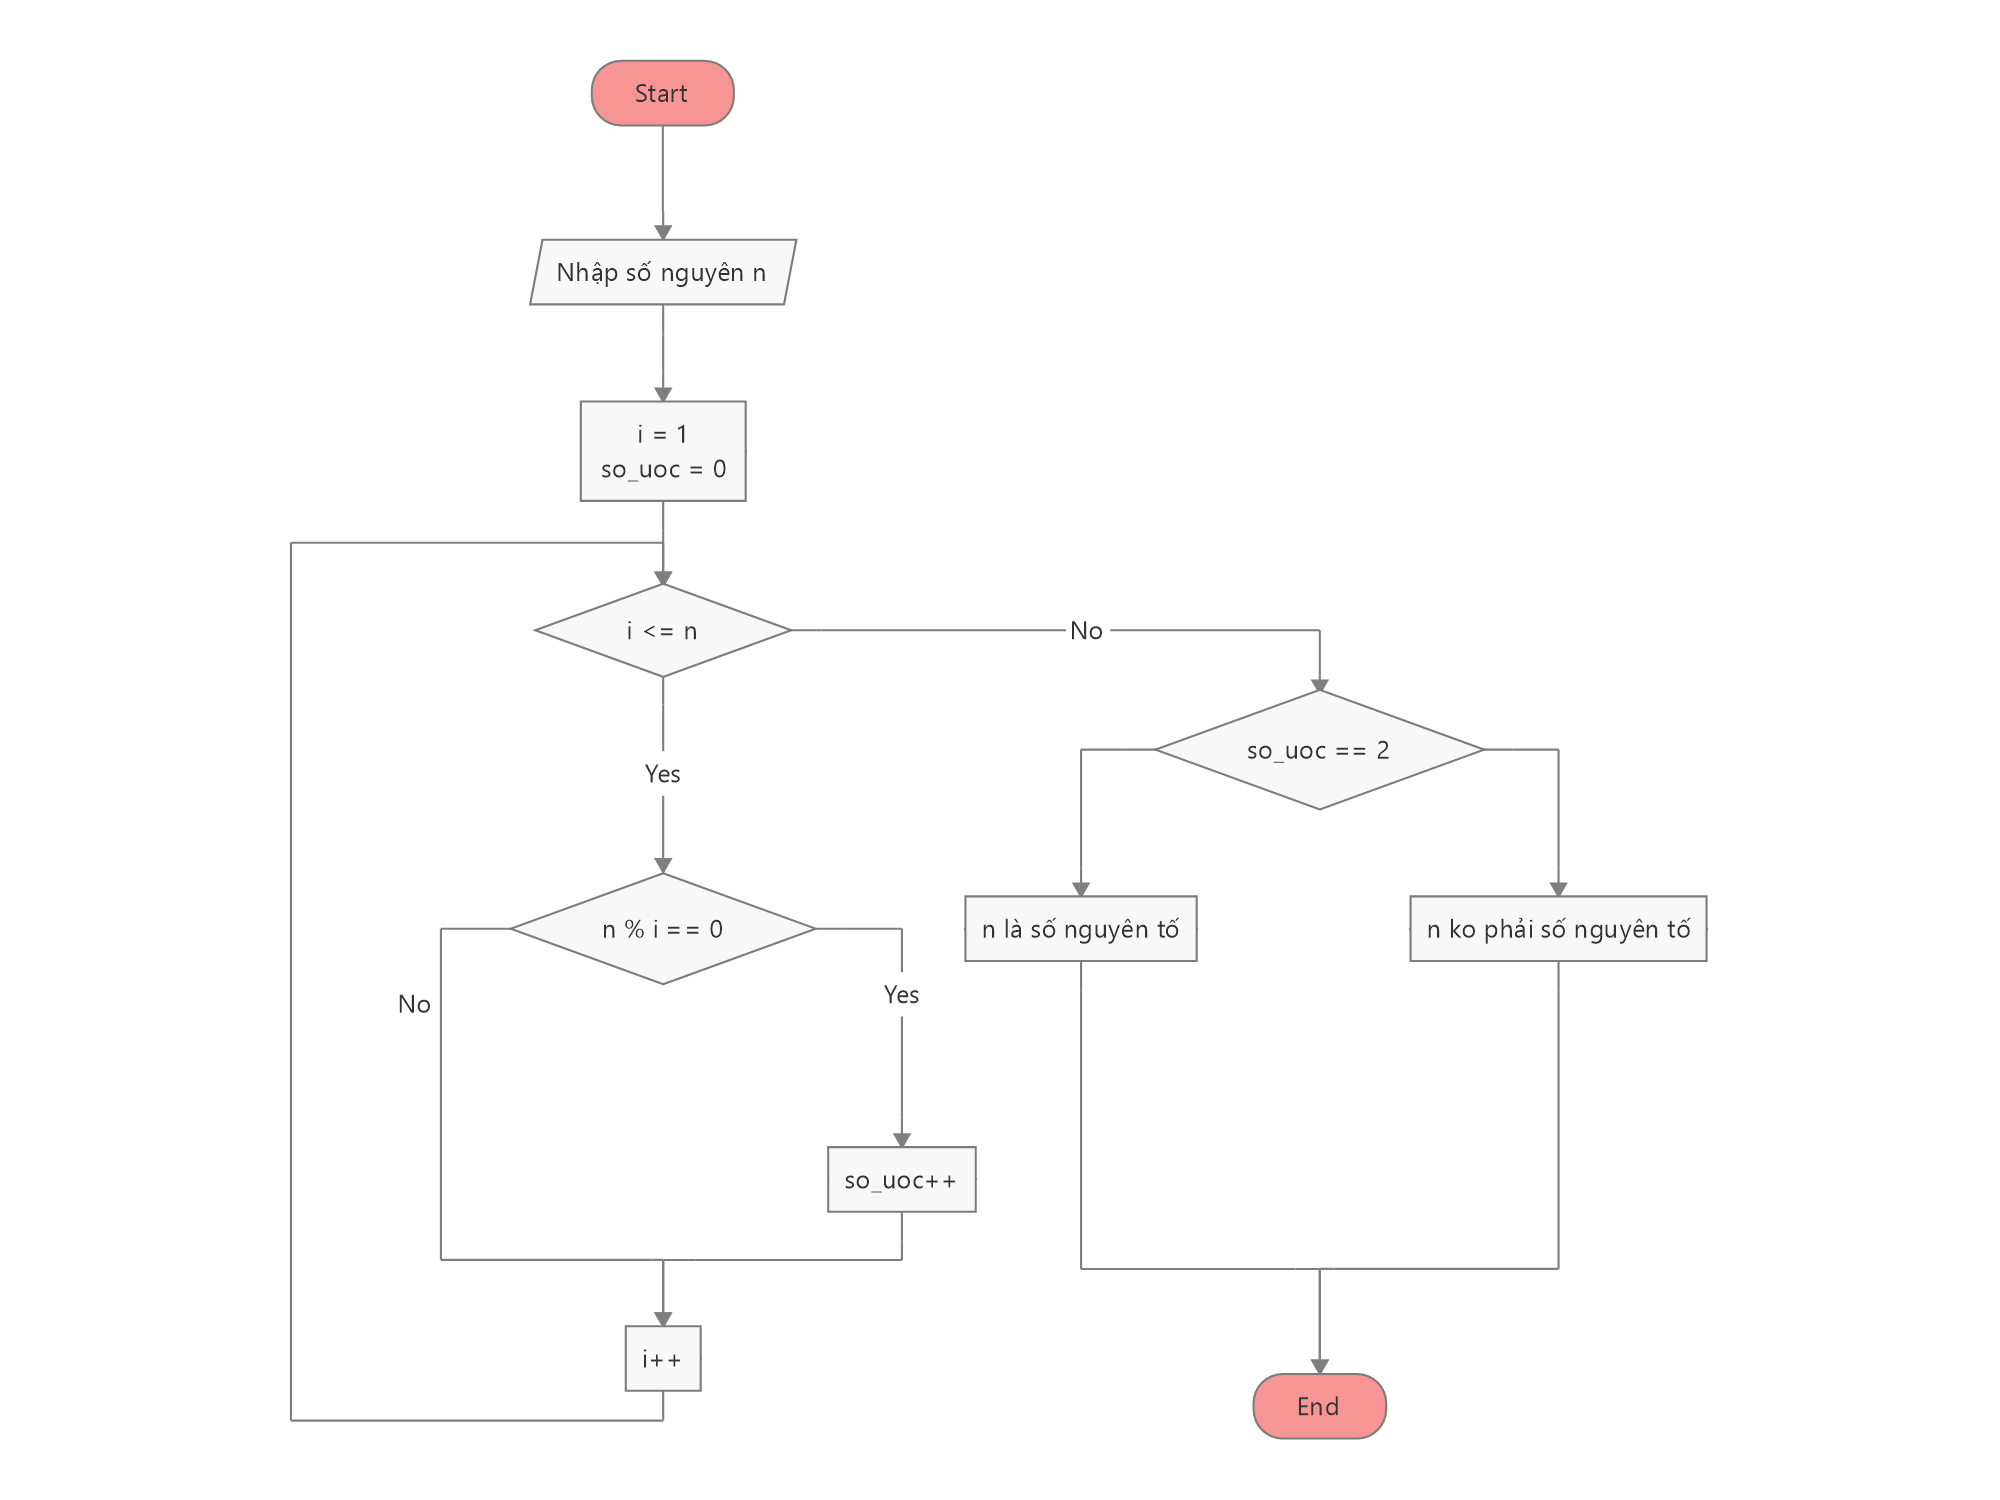 Start
Nhập số nguyên n
i = 1
so_uoc = 0
i <= n
No
Yes
so_uoc == 2
n % i == 0
n là số nguyên tố
n ko phải số nguyên tố
No
Yes
so_uoc++
i++
End